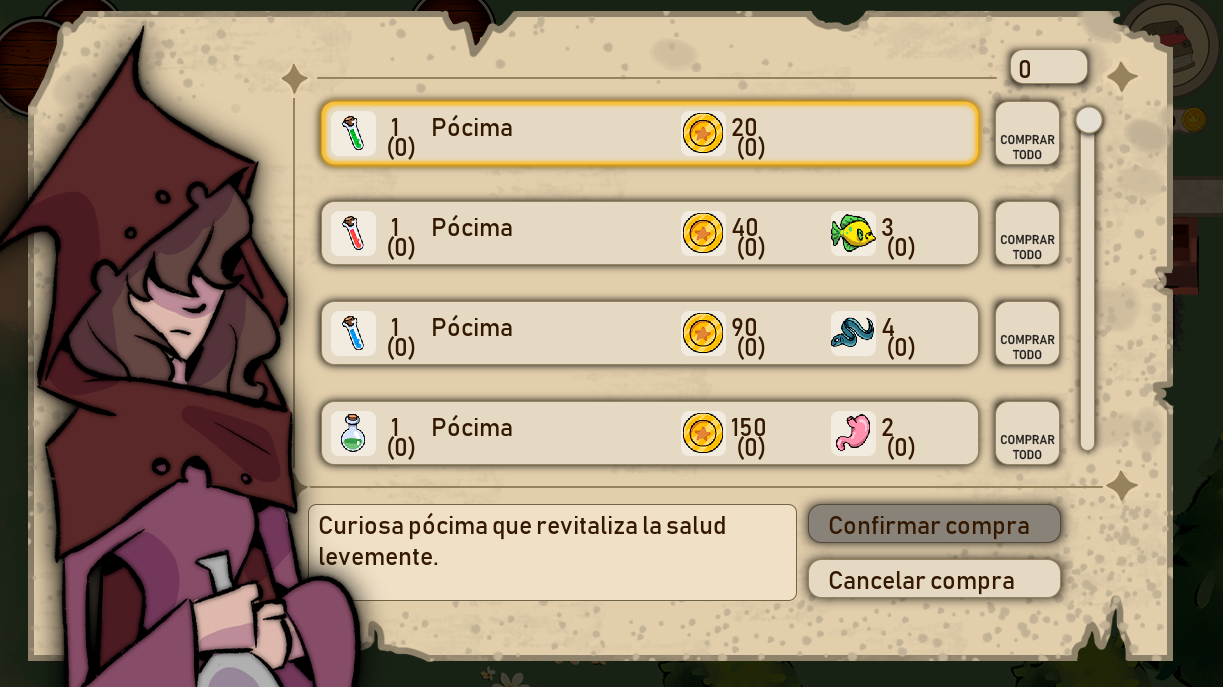 0
1 Pócima 20
(0) (0)
COMPRAR
TODO
1 Pócima 40 3
(0) (0) (0)
COMPRAR
TODO
1 Pócima 90 4
(0) (0) (0)
COMPRAR
TODO
1 Pócima 150 2
(0) (0) (0)
COMPRAR
TODO
Curiosa pócima que revitaliza la salud
levemente.
Confirmar compra
Cancelar compra